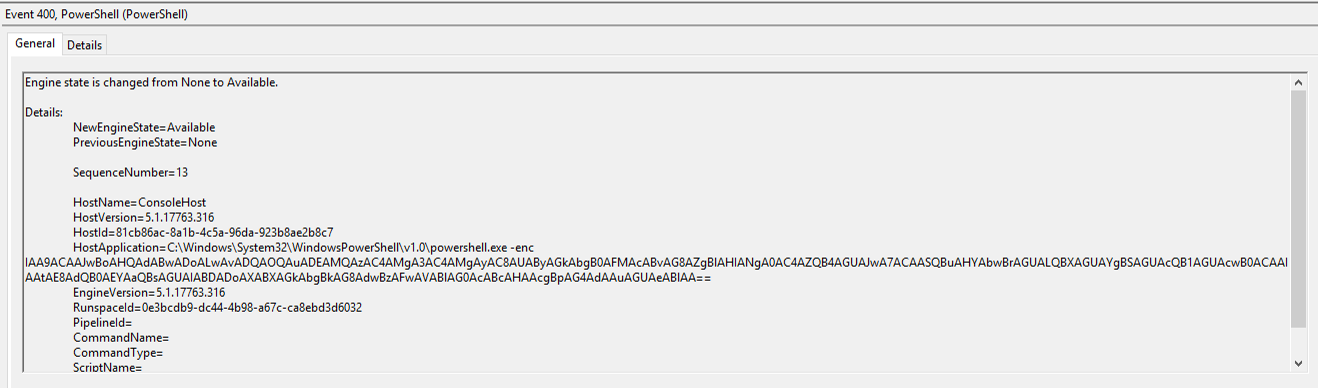 Event 400, PowerShell (PowerShell)
General Details
Engine state is changed from None to Available.
Details:
NewEngineState=Available
PreviousEngineState=None
SequenceNumber=13
HostName=ConsoleHost
HostVersion=5.1.17763.316
HostId=81cb86ac-8a1b-4c5a-96da-923b8ae2b8c7
HostApplication=C:\Windows\System32\WindowsPowerShell\v1.0\powershell.exe -enc
EngineVersion=5.1.17763.316
RunspaceId=0e3bcdb9-dc44-4b98-a67c-ca8ebd3d6032
PipelineId=
CommandName=
CommandType=
ScriptName=